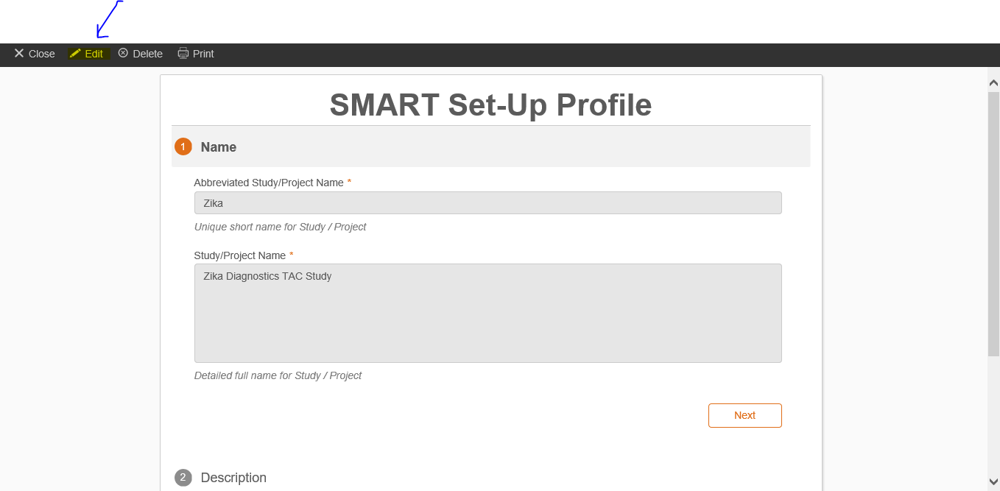 Close Edit Delete Print
SMART Set-Up Profile
1 Name
Abbreviated Study/Project Name *
Zika
Unique short name for Study / Project
Study/Project Name *
Zika Diagnostics TAC Study
Detailed full name for Study / Project
Next
2 Description